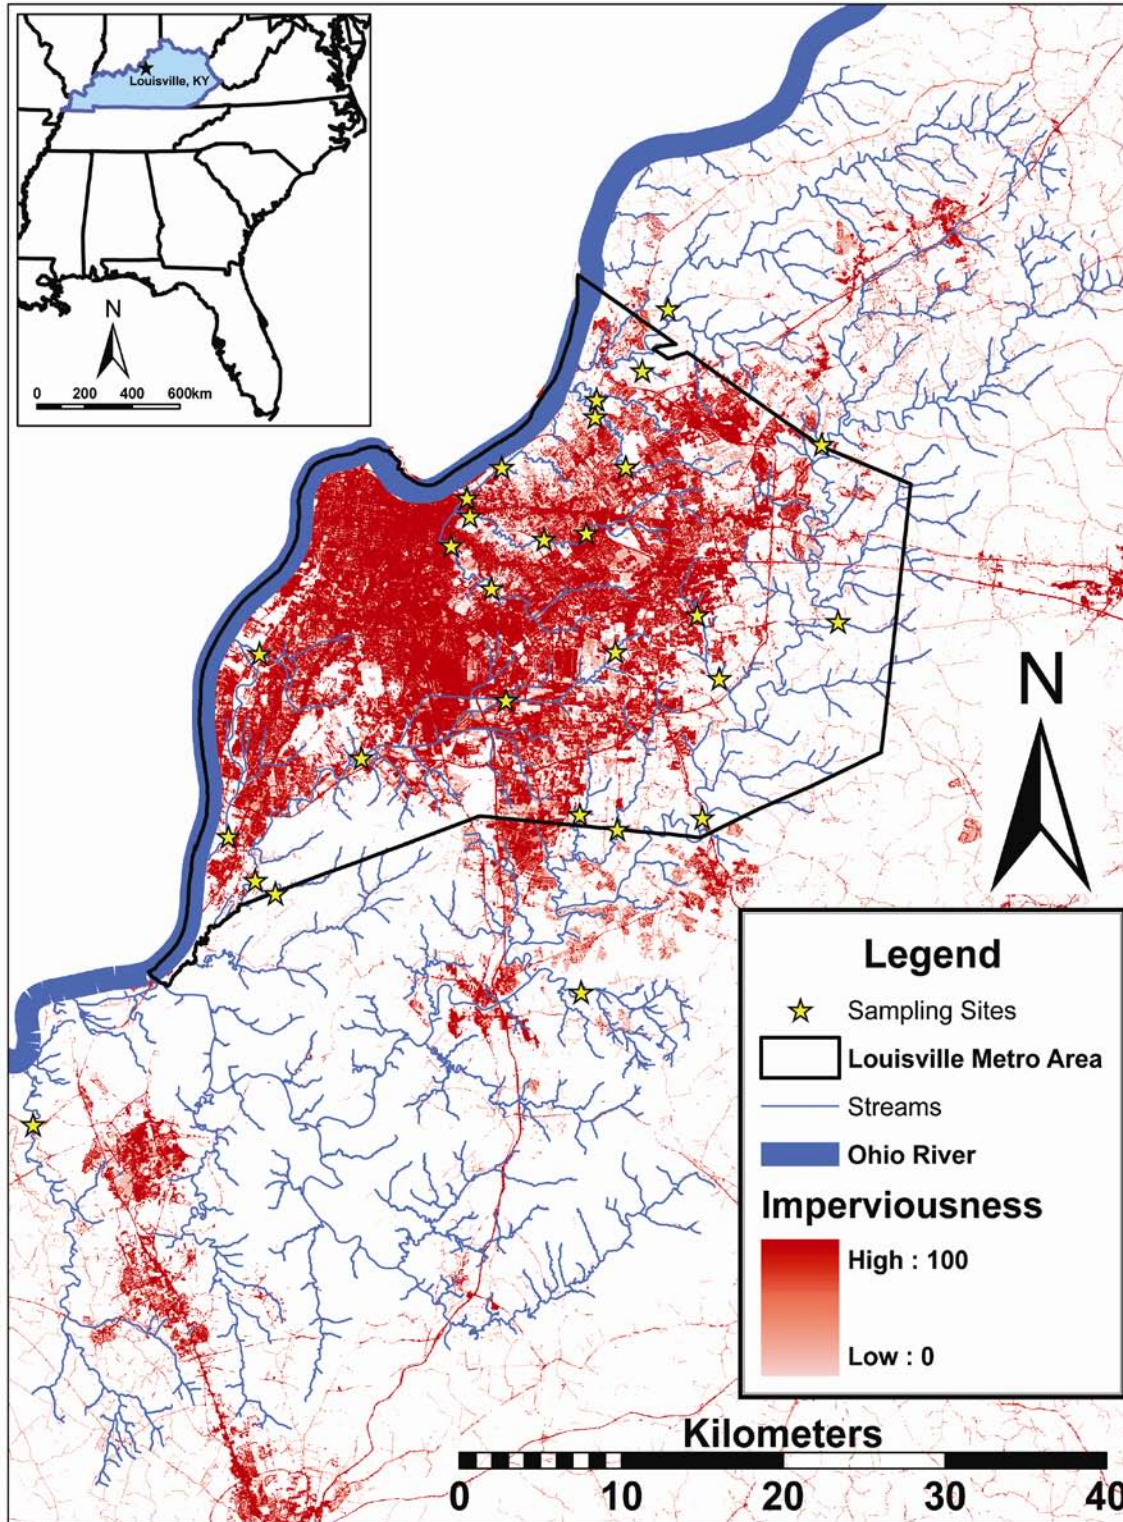 Louisville, KY
N
0 200 400 600km
N
Legend
Sampling Sites
Louisville Metro Area
Streams
Ohio River
Imperviousness
High : 100
Low : 0
Kilometers
0 10 20 30 40